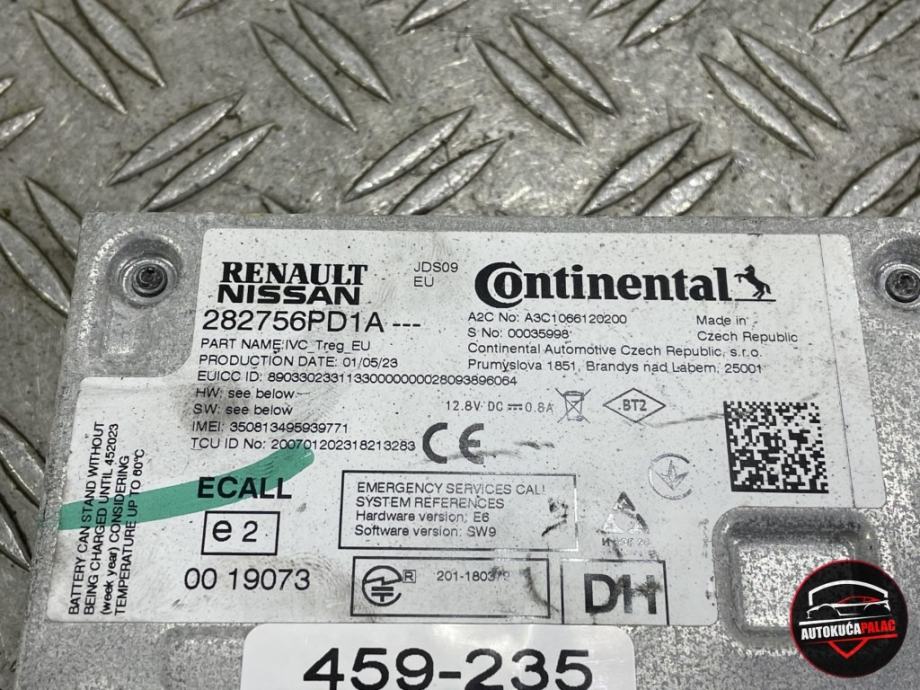 RENAULT
NISSAN
JDS09
EU
Continental
282756PD1A ---
A2C No: A3C1066120200
S No: 00035998
Made in
Czech Republic
PART NAME:IVC_Treg_EU
PRODUCTION DATE: 01/05/23
Continental Automotive Czech Republic, s.r.o.
Prumyslova 1851, Brandys nad Labem, 25001
EUICC ID: 89033023311330000000028093896064
HW: see below
SW: see below
IMEI: 350813495939771
TCU ID No: 200701202318213283
12.8V DC 0.8A
BT2
CE
BATTERY CAN STAND WITHOUT
BEING CHARGED UNTIL 452023
(week year) CONSIDERING
TEMPERATURE UP TO 60°C
ECALL
e 2
00 19073
EMERGENCY SERVICES CALL
SYSTEM REFERENCES
Hardware version: E6
Software version: SW9
R
DH
459-235
AUTOKUĆAPALAC